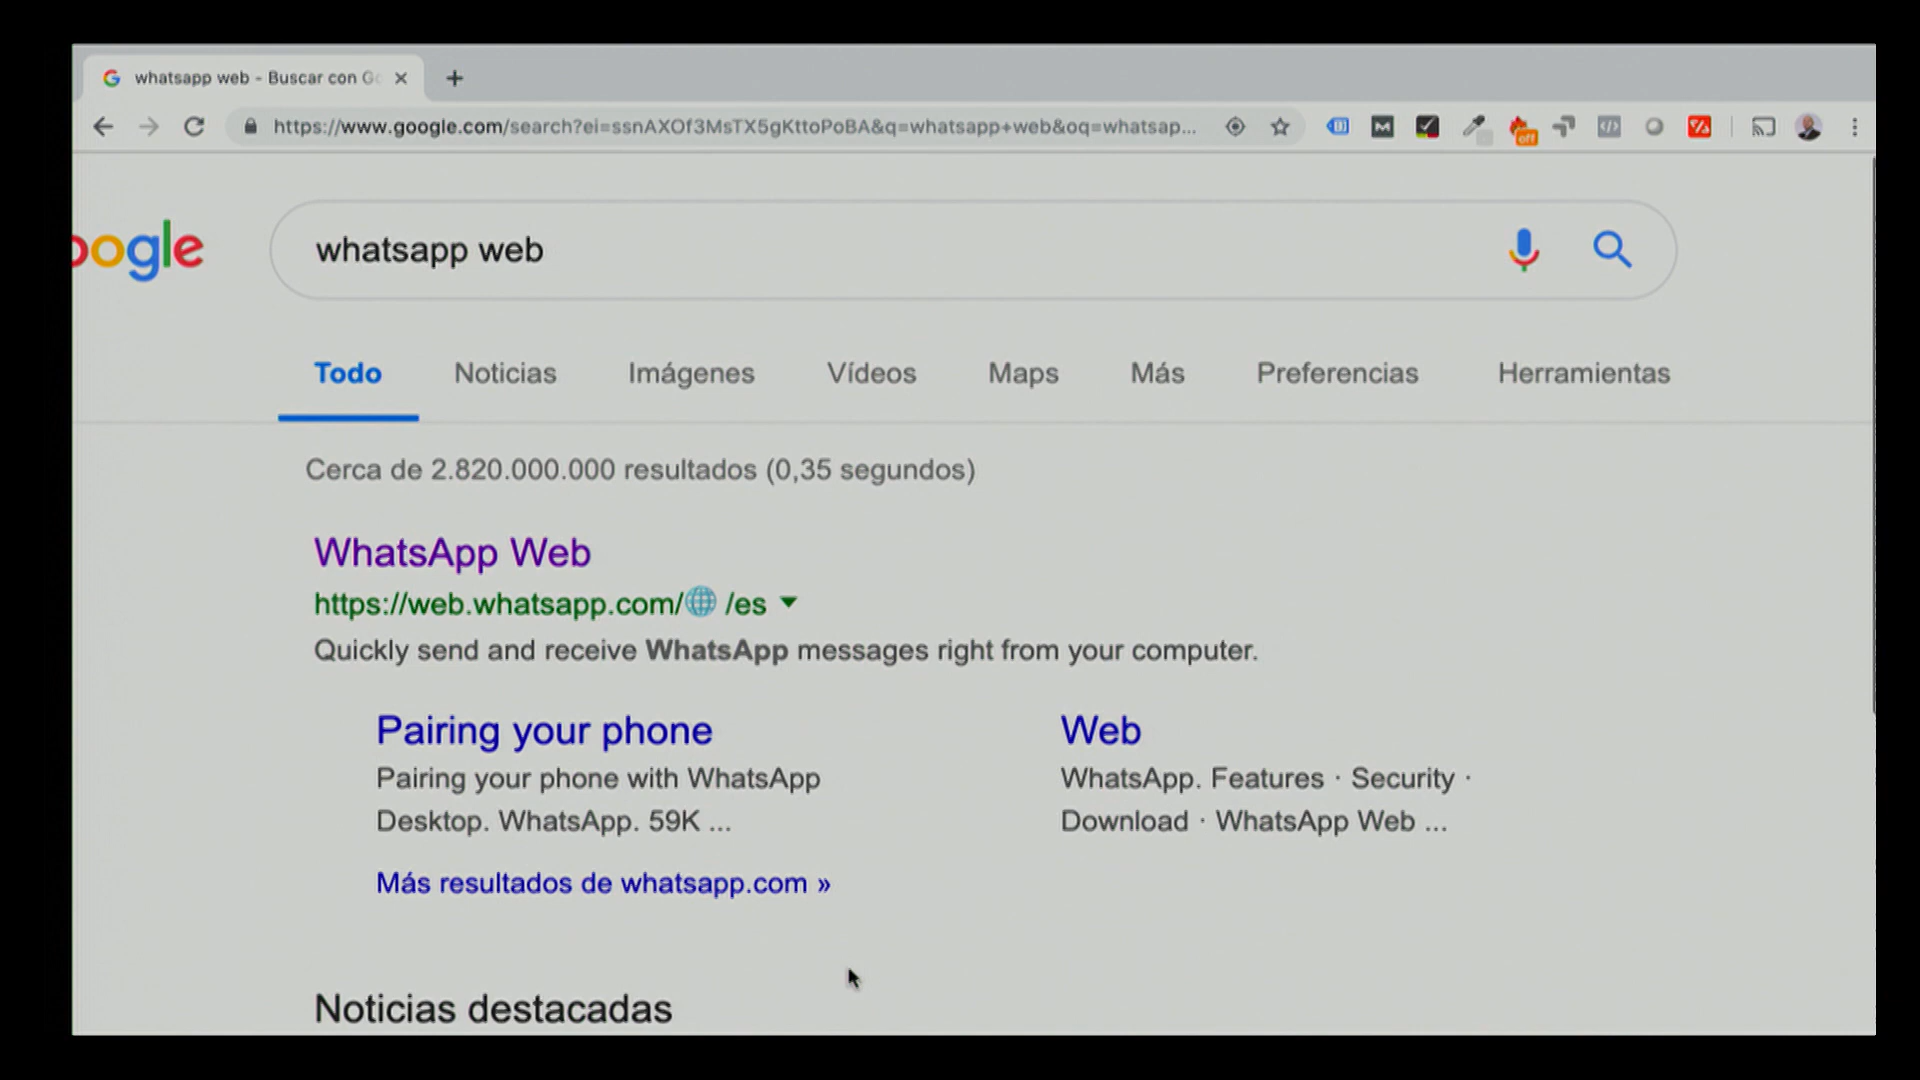 whatsapp web - Buscar con Go
https://www.google.com/search?ei=ssnAXOf3MsTX5gKttoPoBA&q=whatsapp+web&oq=whatsap...
off
oogle
whatsapp web
Todo Noticias Imágenes Vídeos Maps Más Preferencias Herramientas
Cerca de 2.820.000.000 resultados (0,35 segundos)
WhatsApp Web
https://web.whatsapp.com/🌐 /es
Quickly send and receive WhatsApp messages right from your computer.
Pairing your phone
Pairing your phone with WhatsApp
Desktop. WhatsApp. 59K ...
Web
WhatsApp. Features · Security ·
Download · WhatsApp Web ...
Más resultados de whatsapp.com »
Noticias destacadas